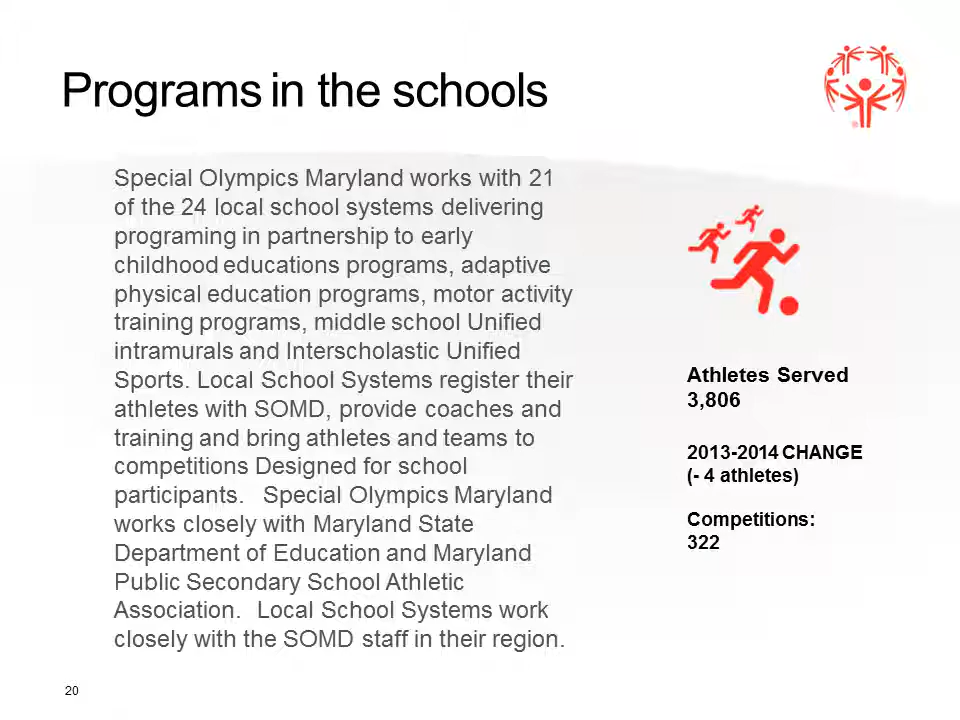 Programs in the schools
Special Olympics Maryland works with 21
of the 24 local school systems delivering
programing in partnership to early
childhood educations programs, adaptive
physical education programs, motor activity
training programs, middle school Unified
intramurals and Interscholastic Unified
Sports. Local School Systems register their
athletes with SOMD, provide coaches and
training and bring athletes and teams to
competitions Designed for school
participants.   Special Olympics Maryland
works closely with Maryland State
Department of Education and Maryland
Public Secondary School Athletic
Association.  Local School Systems work
closely with the SOMD staff in their region.
Athletes Served
3,806
2013-2014 CHANGE
(- 4 athletes)
Competitions:
322
20